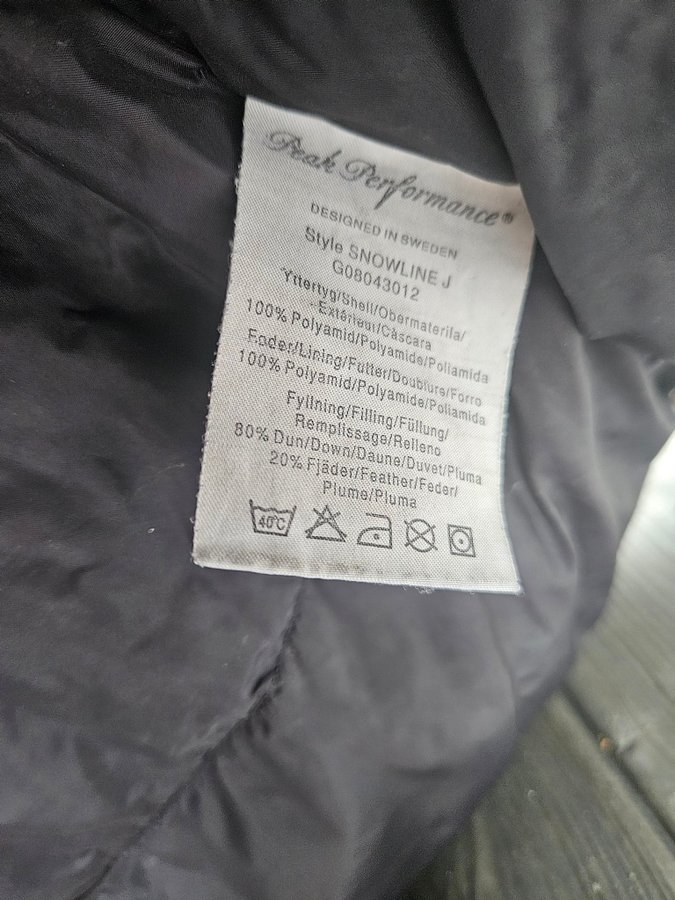 Peak Performance®
DESIGNED IN SWEDEN
Style SNOWLINE J
G08043012
Yttertyg/Shell/Obermaterila/
Extérieur/Cáscara
100% Polyamid/Polyamide/Poliamida
Foder/Lining/Futter/Doublure/Forro
100% Polyamid/Polyamide/Poliamida
Fyllning/Filling/Füllung/
Remplissage/Relleno
80% Dun/Down/Daune/Duvet/Pluma
20% Fjäder/Feather/Feder/
Plume/Pluma
40°C